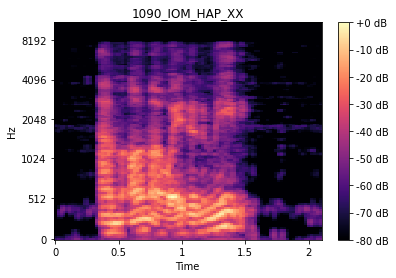 1090_IOM_HAP_XX
+0 dB
8192
-10 dB
-20 dB
4096
-30 dB
Hz
2048
-40 dB
1024
-50 dB
512
-60 dB
-70 dB
0
-80 dB
0 0.5 1 1.5 2
Time